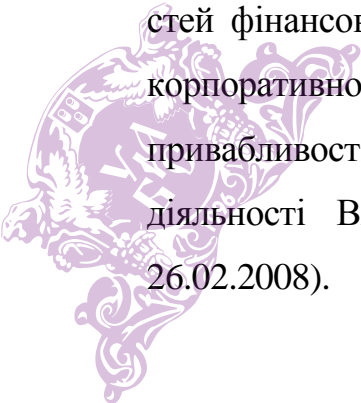 стей фінансов
корпоративно
привабливост
діяльності В
26.02.2008).